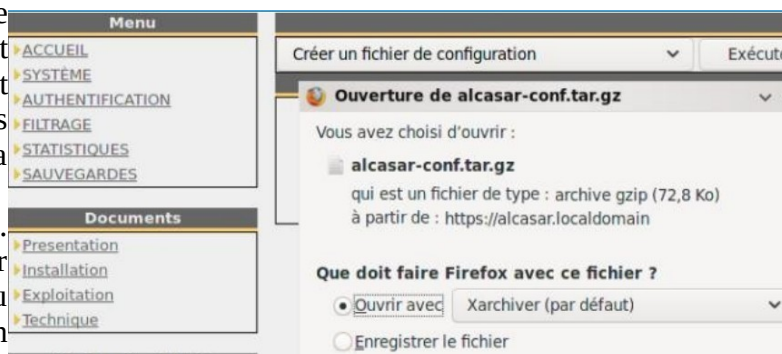 Menu
ACCUEIL
SYSTÈME
AUTHENTIFICATION
FILTRAGE
STATISTIQUES
SAUVEGARDES
Documents
Presentation
Installation
Exploitation
Technique
Créer un fichier de configuration
Ouverture de alcasar-conf.tar.gz
Vous avez choisi d'ouvrir :
alcasar-conf.tar.gz
qui est un fichier de type : archive gzip (72,8 Ko)
à partir de : https://alcasar.localdomain
Que doit faire Firefox avec ce fichier ?
Ouvrir avec Xarchiver (par défaut)
Enregistrer le fichier